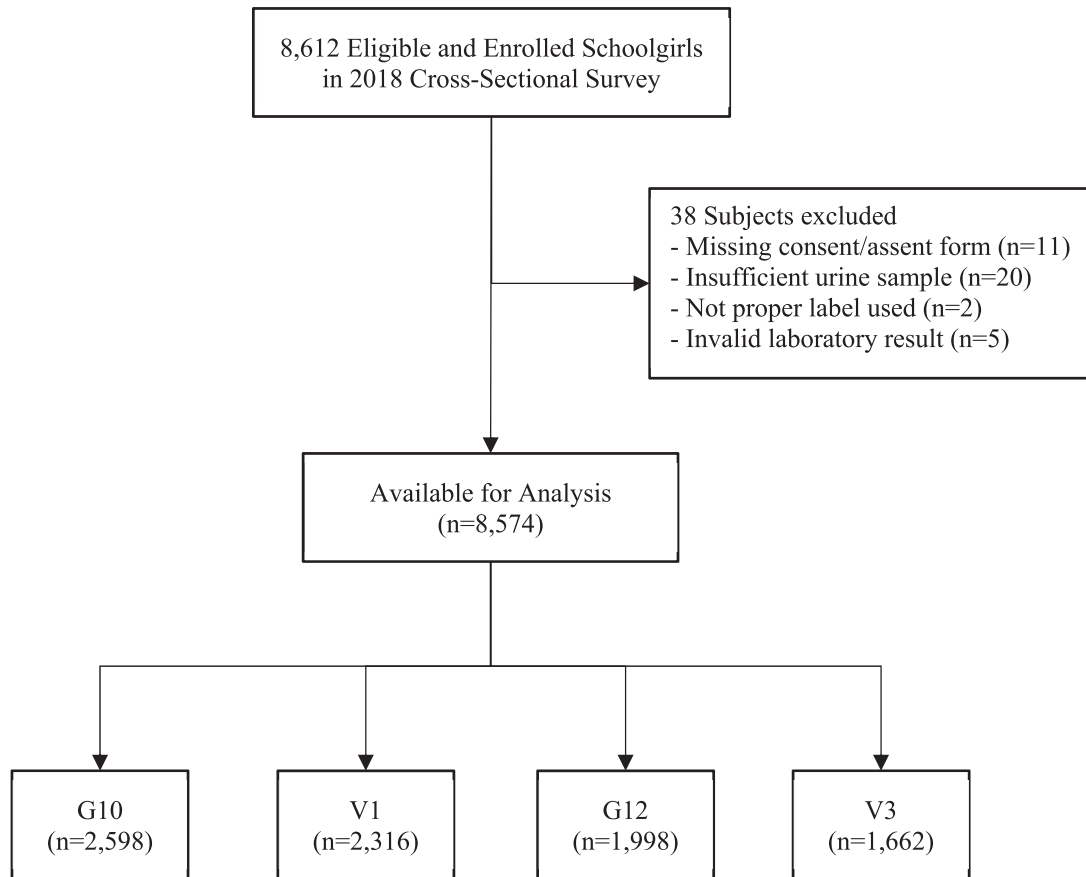 8,612 Eligible and Enrolled Schoolgirls
in 2018 Cross-Sectional Survey
38 Subjects excluded
- Missing consent/assent form (n=11)
- Insufficient urine sample (n=20)
- Not proper label used (n=2)
- Invalid laboratory result (n=5)
Available for Analysis
(n=8,574)
G10
(n=2,598)
V1
(n=2,316)
G12
(n=1,998)
V3
(n=1,662)